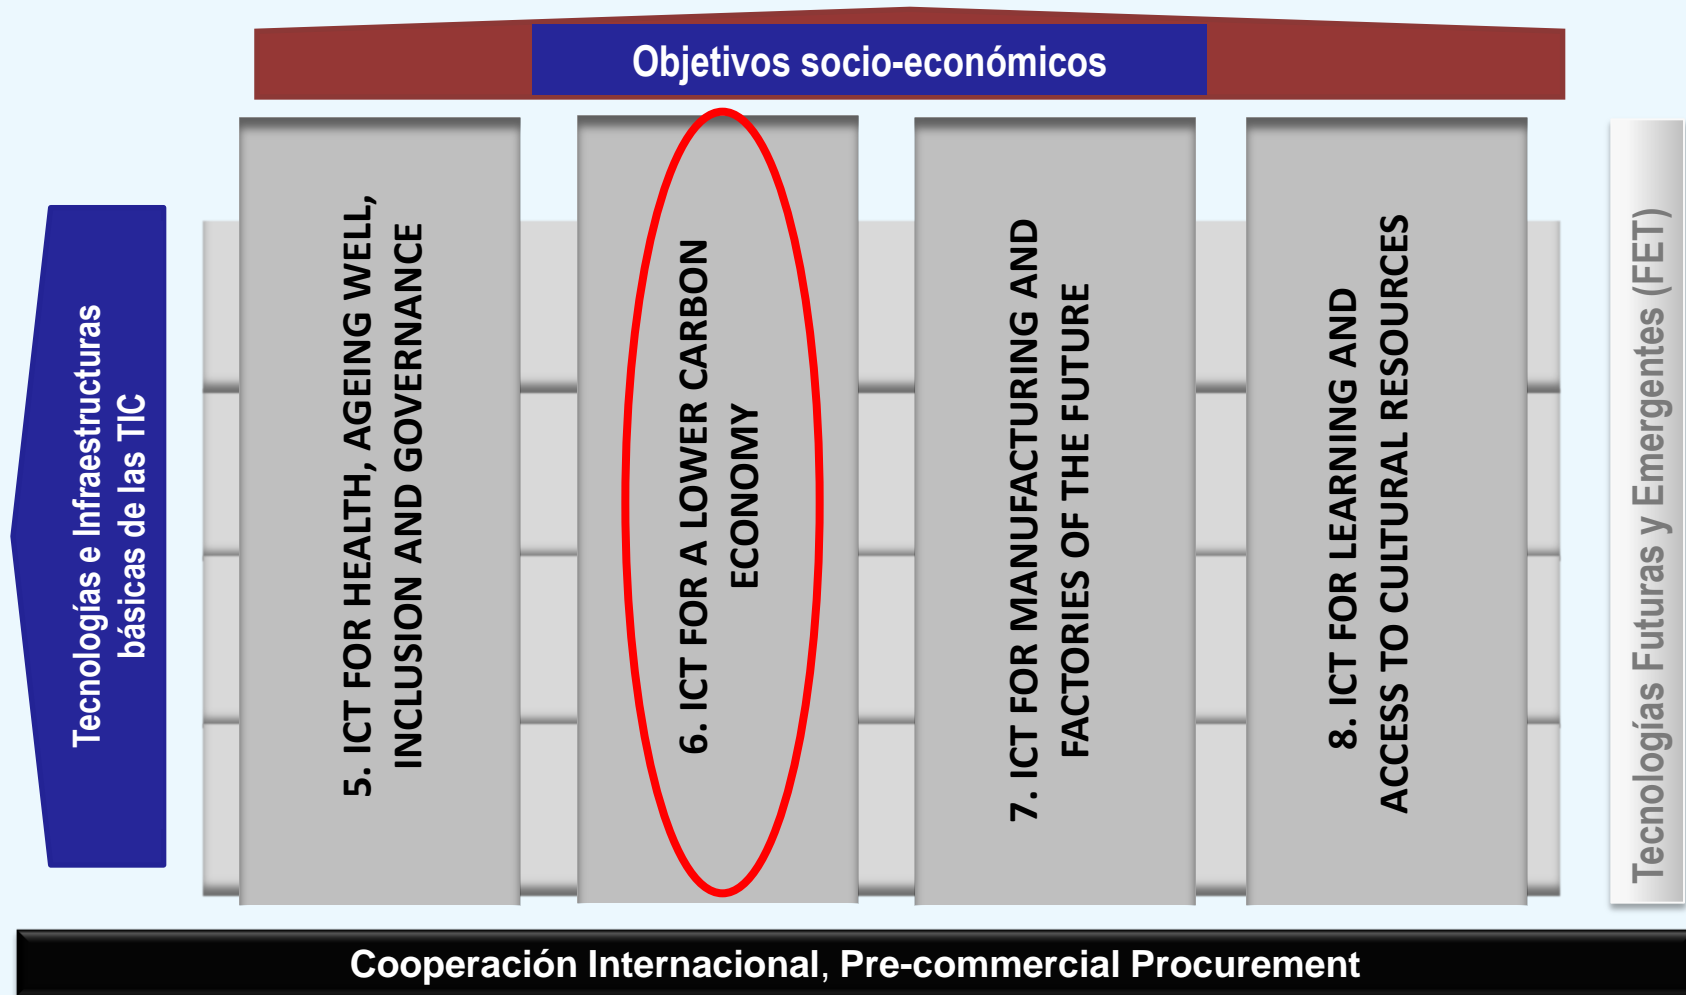 Objetivos socio-económicos
Tecnologías e Infraestructuras
básicas de las TIC
5. ICT FOR HEALTH, AGEING WELL,
INCLUSION AND GOVERNANCE
6. ICT FOR A LOWER CARBON
ECONOMY
7. ICT FOR MANUFACTURING AND
FACTORIES OF THE FUTURE
8. ICT FOR LEARNING AND
ACCESS TO CULTURAL RESOURCES
Tecnologías Futuras y Emergentes (FET)
Cooperación Internacional, Pre-commercial Procurement